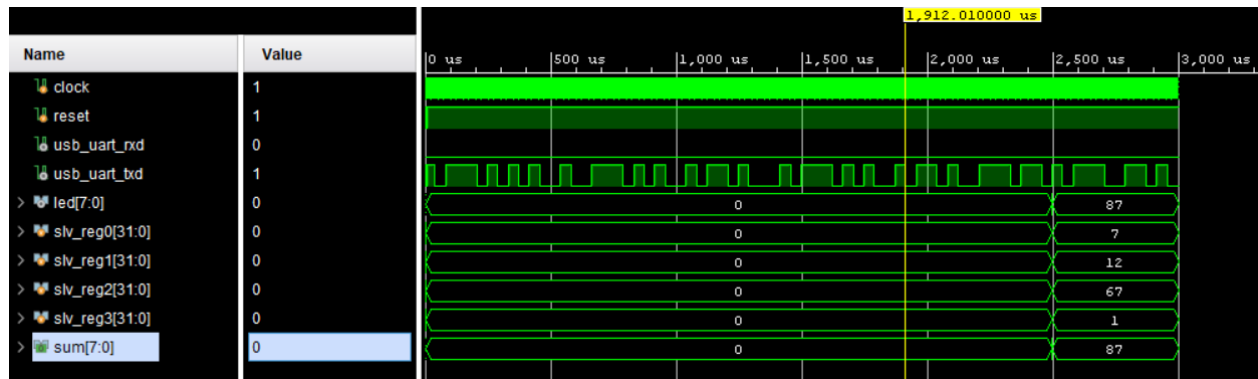 1,912.010000 us
Name Value 0 us 500 us 1,000 us 1,500 us 2,000 us 2,500 us 3,000 us
clock 1
reset 1
usb_uart_rxd 0
usb_uart_txd 1
> led[7:0] 0 0 87
> slv_reg0[31:0] 0 0 7
> slv_reg1[31:0] 0 0 12
> slv_reg2[31:0] 0 0 67
> slv_reg3[31:0] 0 0 1
> sum[7:0] 0 0 87